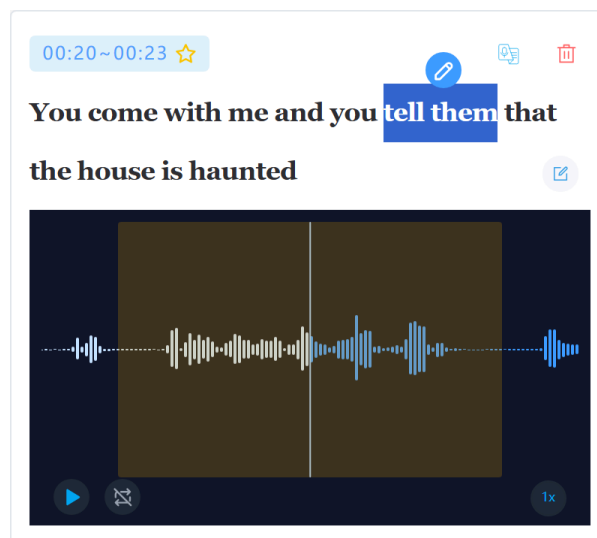 00:20~00:23
You come with me and you tell them that
the house is haunted
1x